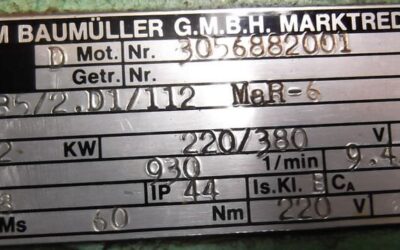 M BAUMÜLLER G.M.B.H. MARKTRED
D Mot. Nr. 3056882001
Getr. Nr.
35/2.D1/112 MaR-6
2 KW 220/380 V
930 1/min 9.4
IP 44 Is.Kl. B CA
Ms 60 Nm 220 V